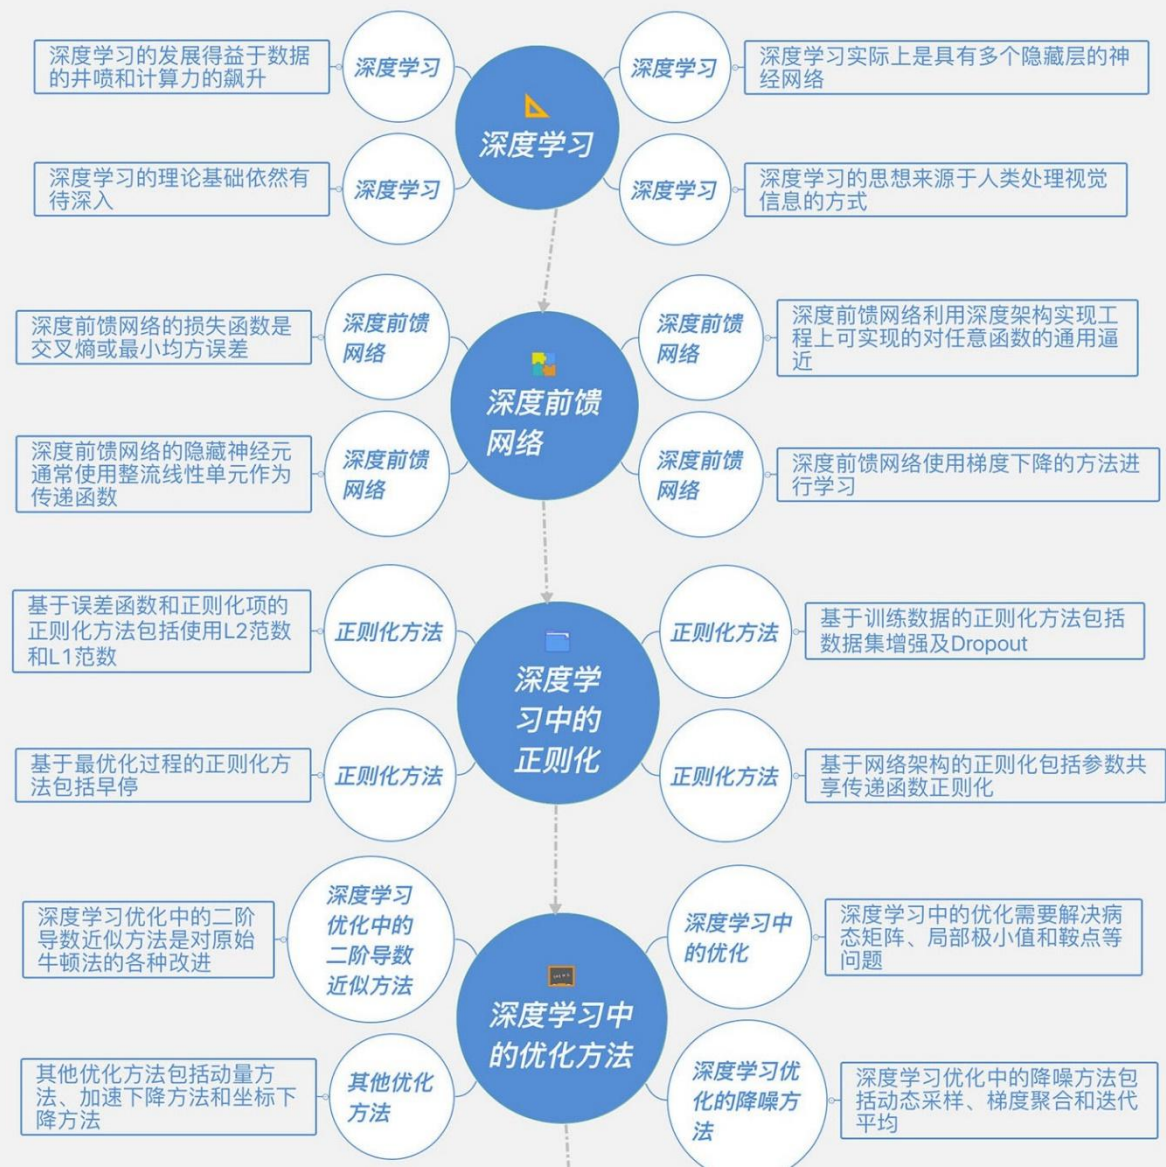 深度学习
深度学习的发展得益于数据
的井喷和计算力的飙升
深度学习
深度学习的理论基础依然有
待深入
深度学习
深度学习
深度学习实际上是具有多个隐藏层的神
经网络
深度学习
深度学习的思想来源于人类处理视觉
信息的方式
深度前馈
网络
深度前馈网络的损失函数是
交叉熵或最小均方误差
深度前馈
网络
深度前馈网络的隐藏神经元
通常使用整流线性单元作为
传递函数
深度前馈
网络
深度前馈
网络
深度前馈网络利用深度架构实现工
程上可实现的对任意函数的通用逼
近
深度前馈
网络
深度前馈网络使用梯度下降的方法进
行学习
深度学
习中的
正则化
基于误差函数和正则化项的
正则化方法包括使用L2范数
和L1范数
正则化方法
基于最优化过程的正则化方
法包括早停
正则化方法
正则化方法
基于训练数据的正则化方法包括
数据集增强及Dropout
正则化方法
基于网络架构的正则化包括参数共
享传递函数正则化
深度学习中
的优化方法
深度学习优化中的二阶
导数近似方法是对原始
牛顿法的各种改进
深度学习
优化中的
二阶导数
近似方法
其他优化方法包括动量方
法、加速下降方法和坐标下
降方法
其他优化
方法
深度学习中
的优化
深度学习中的优化需要解决病
态矩阵、局部极小值和鞍点等
问题
深度学习优
化的降噪方
法
深度学习优化中的降噪方法包
括动态采样、梯度聚合和迭代
平均